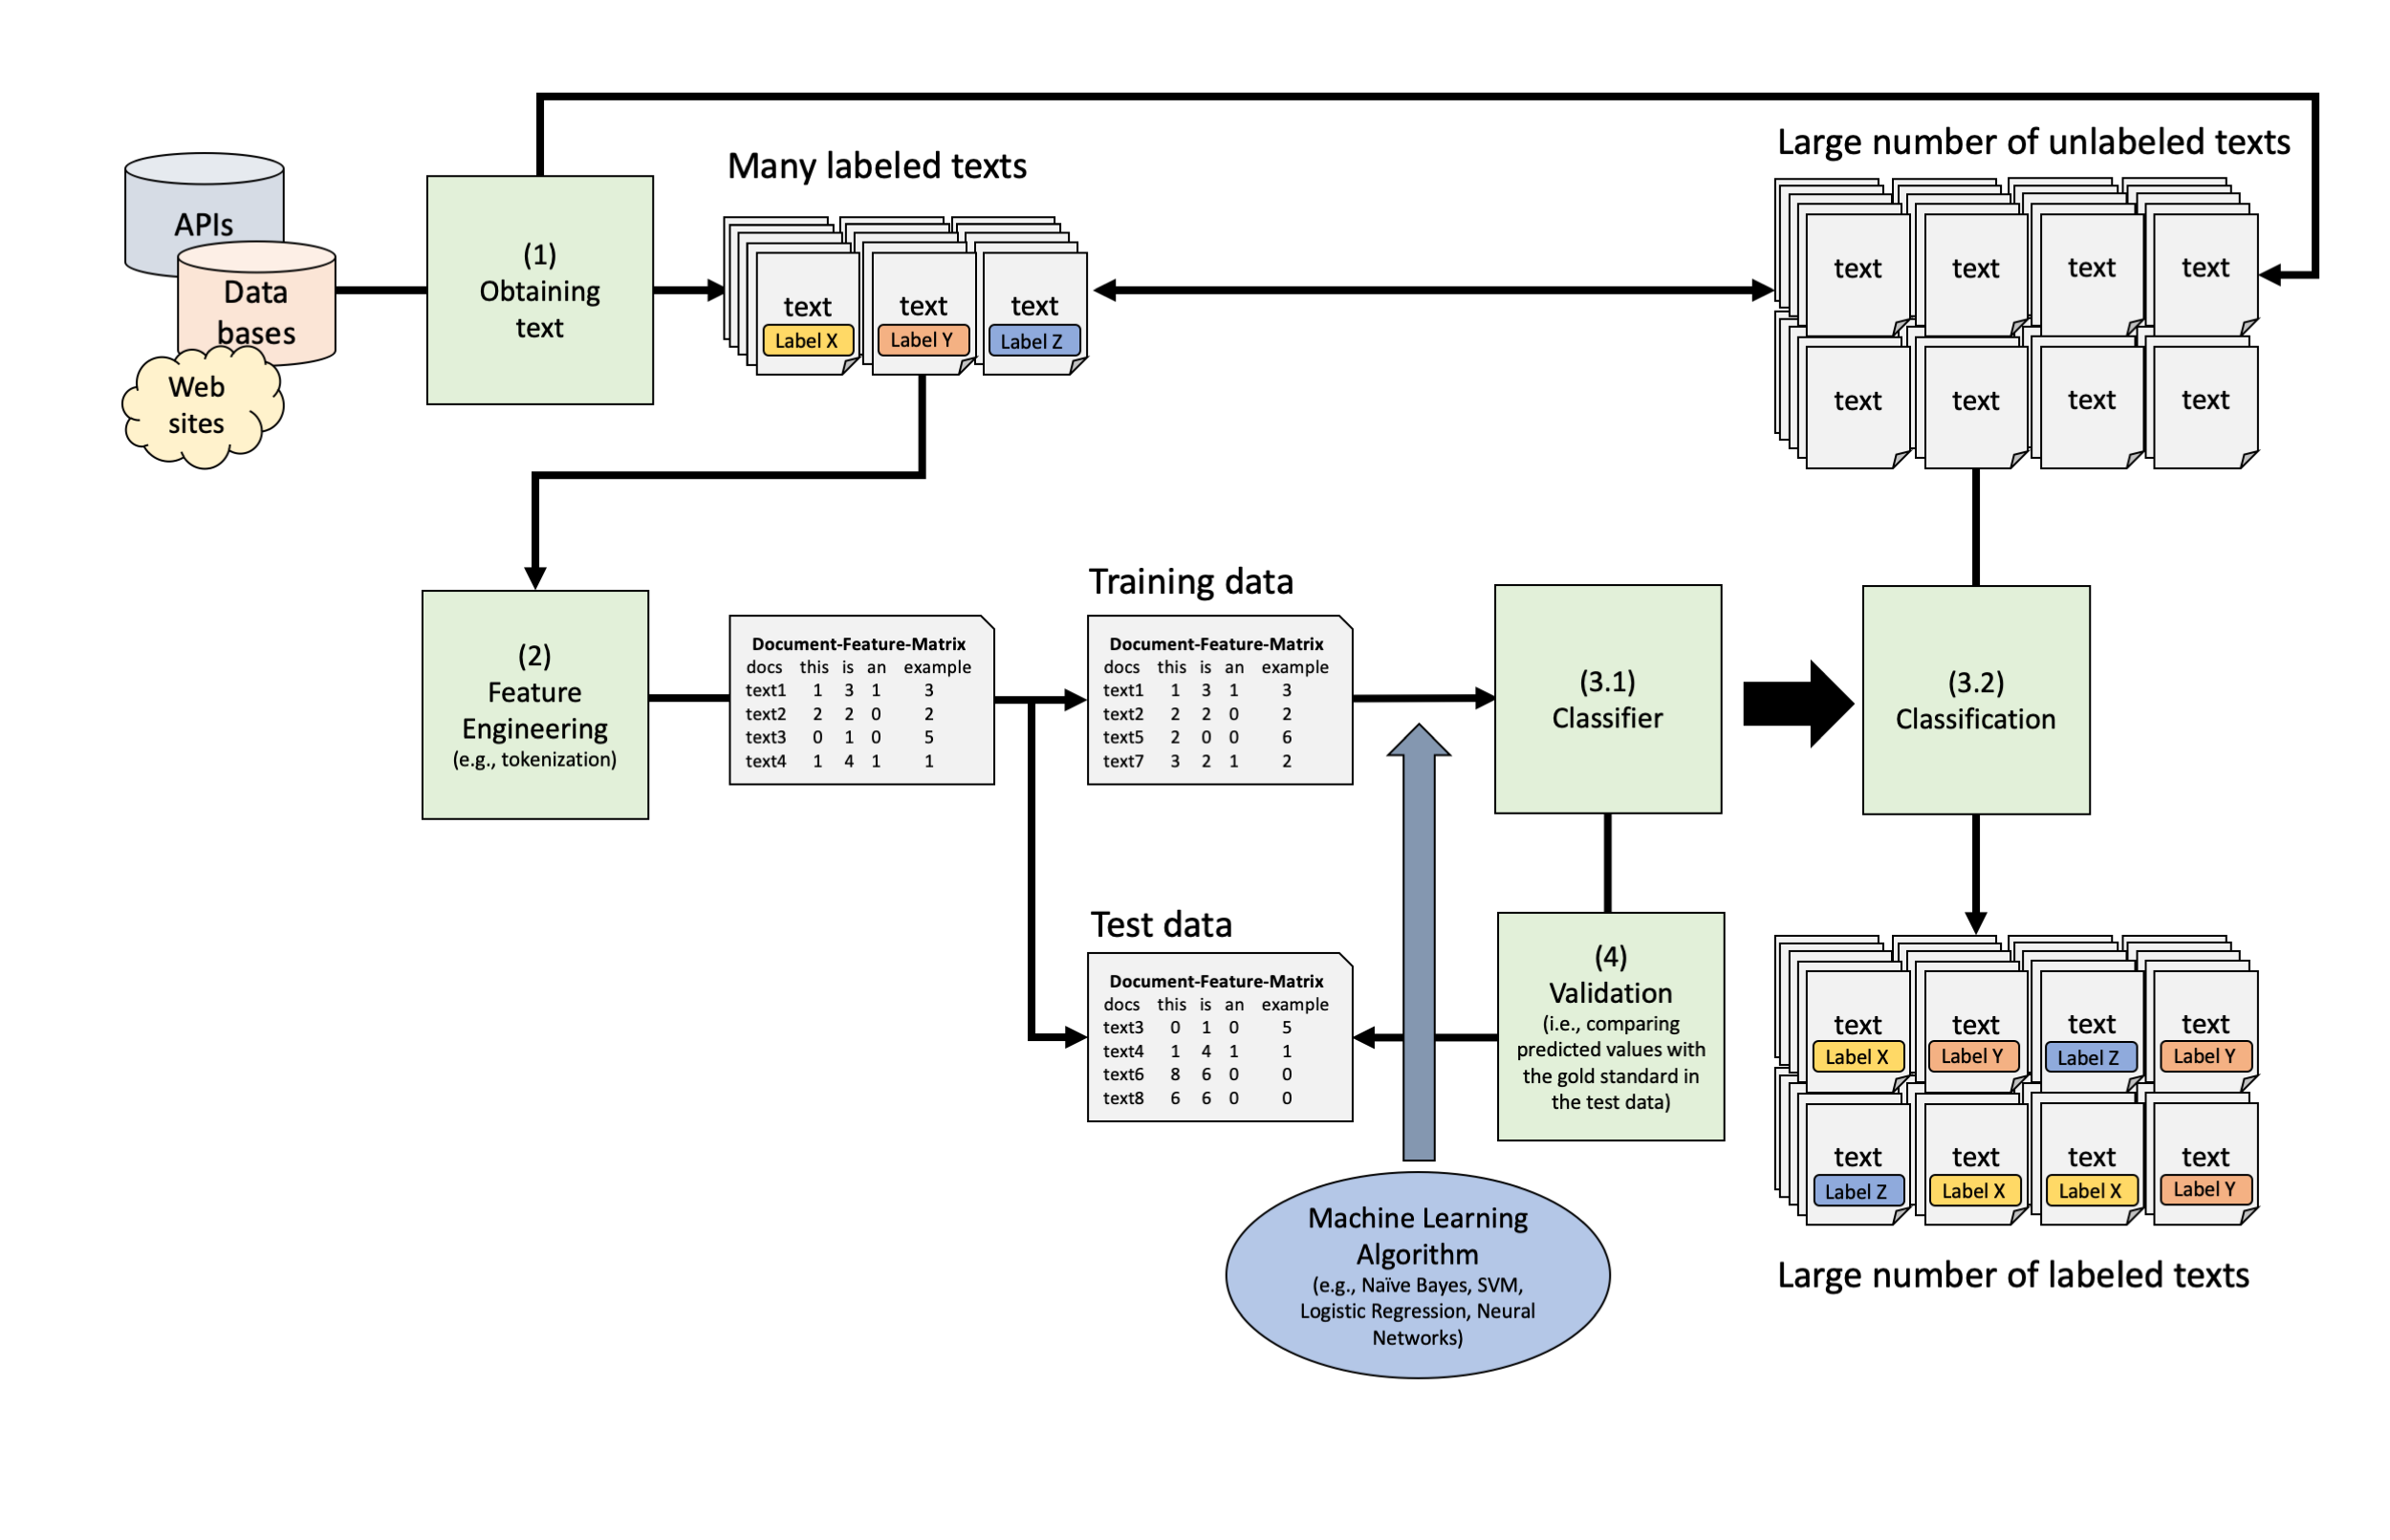 APIs
Data
bases
Web
sites
(1)
Obtaining
text
Many labeled texts
text
Label X
text
Label Y
text
Label Z
Large number of unlabeled texts
text
text
text
text
text
text
text
text
(2)
Feature
Engineering
(e.g., tokenization)
Document-Feature-Matrix
docs this is an example
text1 1 3 1 3
text2 2 2 0 2
text3 0 1 0 5
text4 1 4 1 1
Training data
Document-Feature-Matrix
docs this is an example
text1 1 3 1 3
text2 2 2 0 2
text5 2 0 0 6
text7 3 2 1 2
(3.1)
Classifier
(3.2)
Classification
Test data
Document-Feature-Matrix
docs this is an example
text3 0 1 0 5
text4 1 4 1 1
text6 8 6 0 0
text8 6 6 0 0
(4)
Validation
(i.e., comparing
predicted values with
the gold standard in
the test data)
Machine Learning
Algorithm
(e.g., Naïve Bayes, SVM,
Logistic Regression, Neural
Networks)
text
Label X
text
Label Y
text
Label Z
text
Label Y
text
Label Z
text
Label X
text
Label X
text
Label Y
Large number of labeled texts